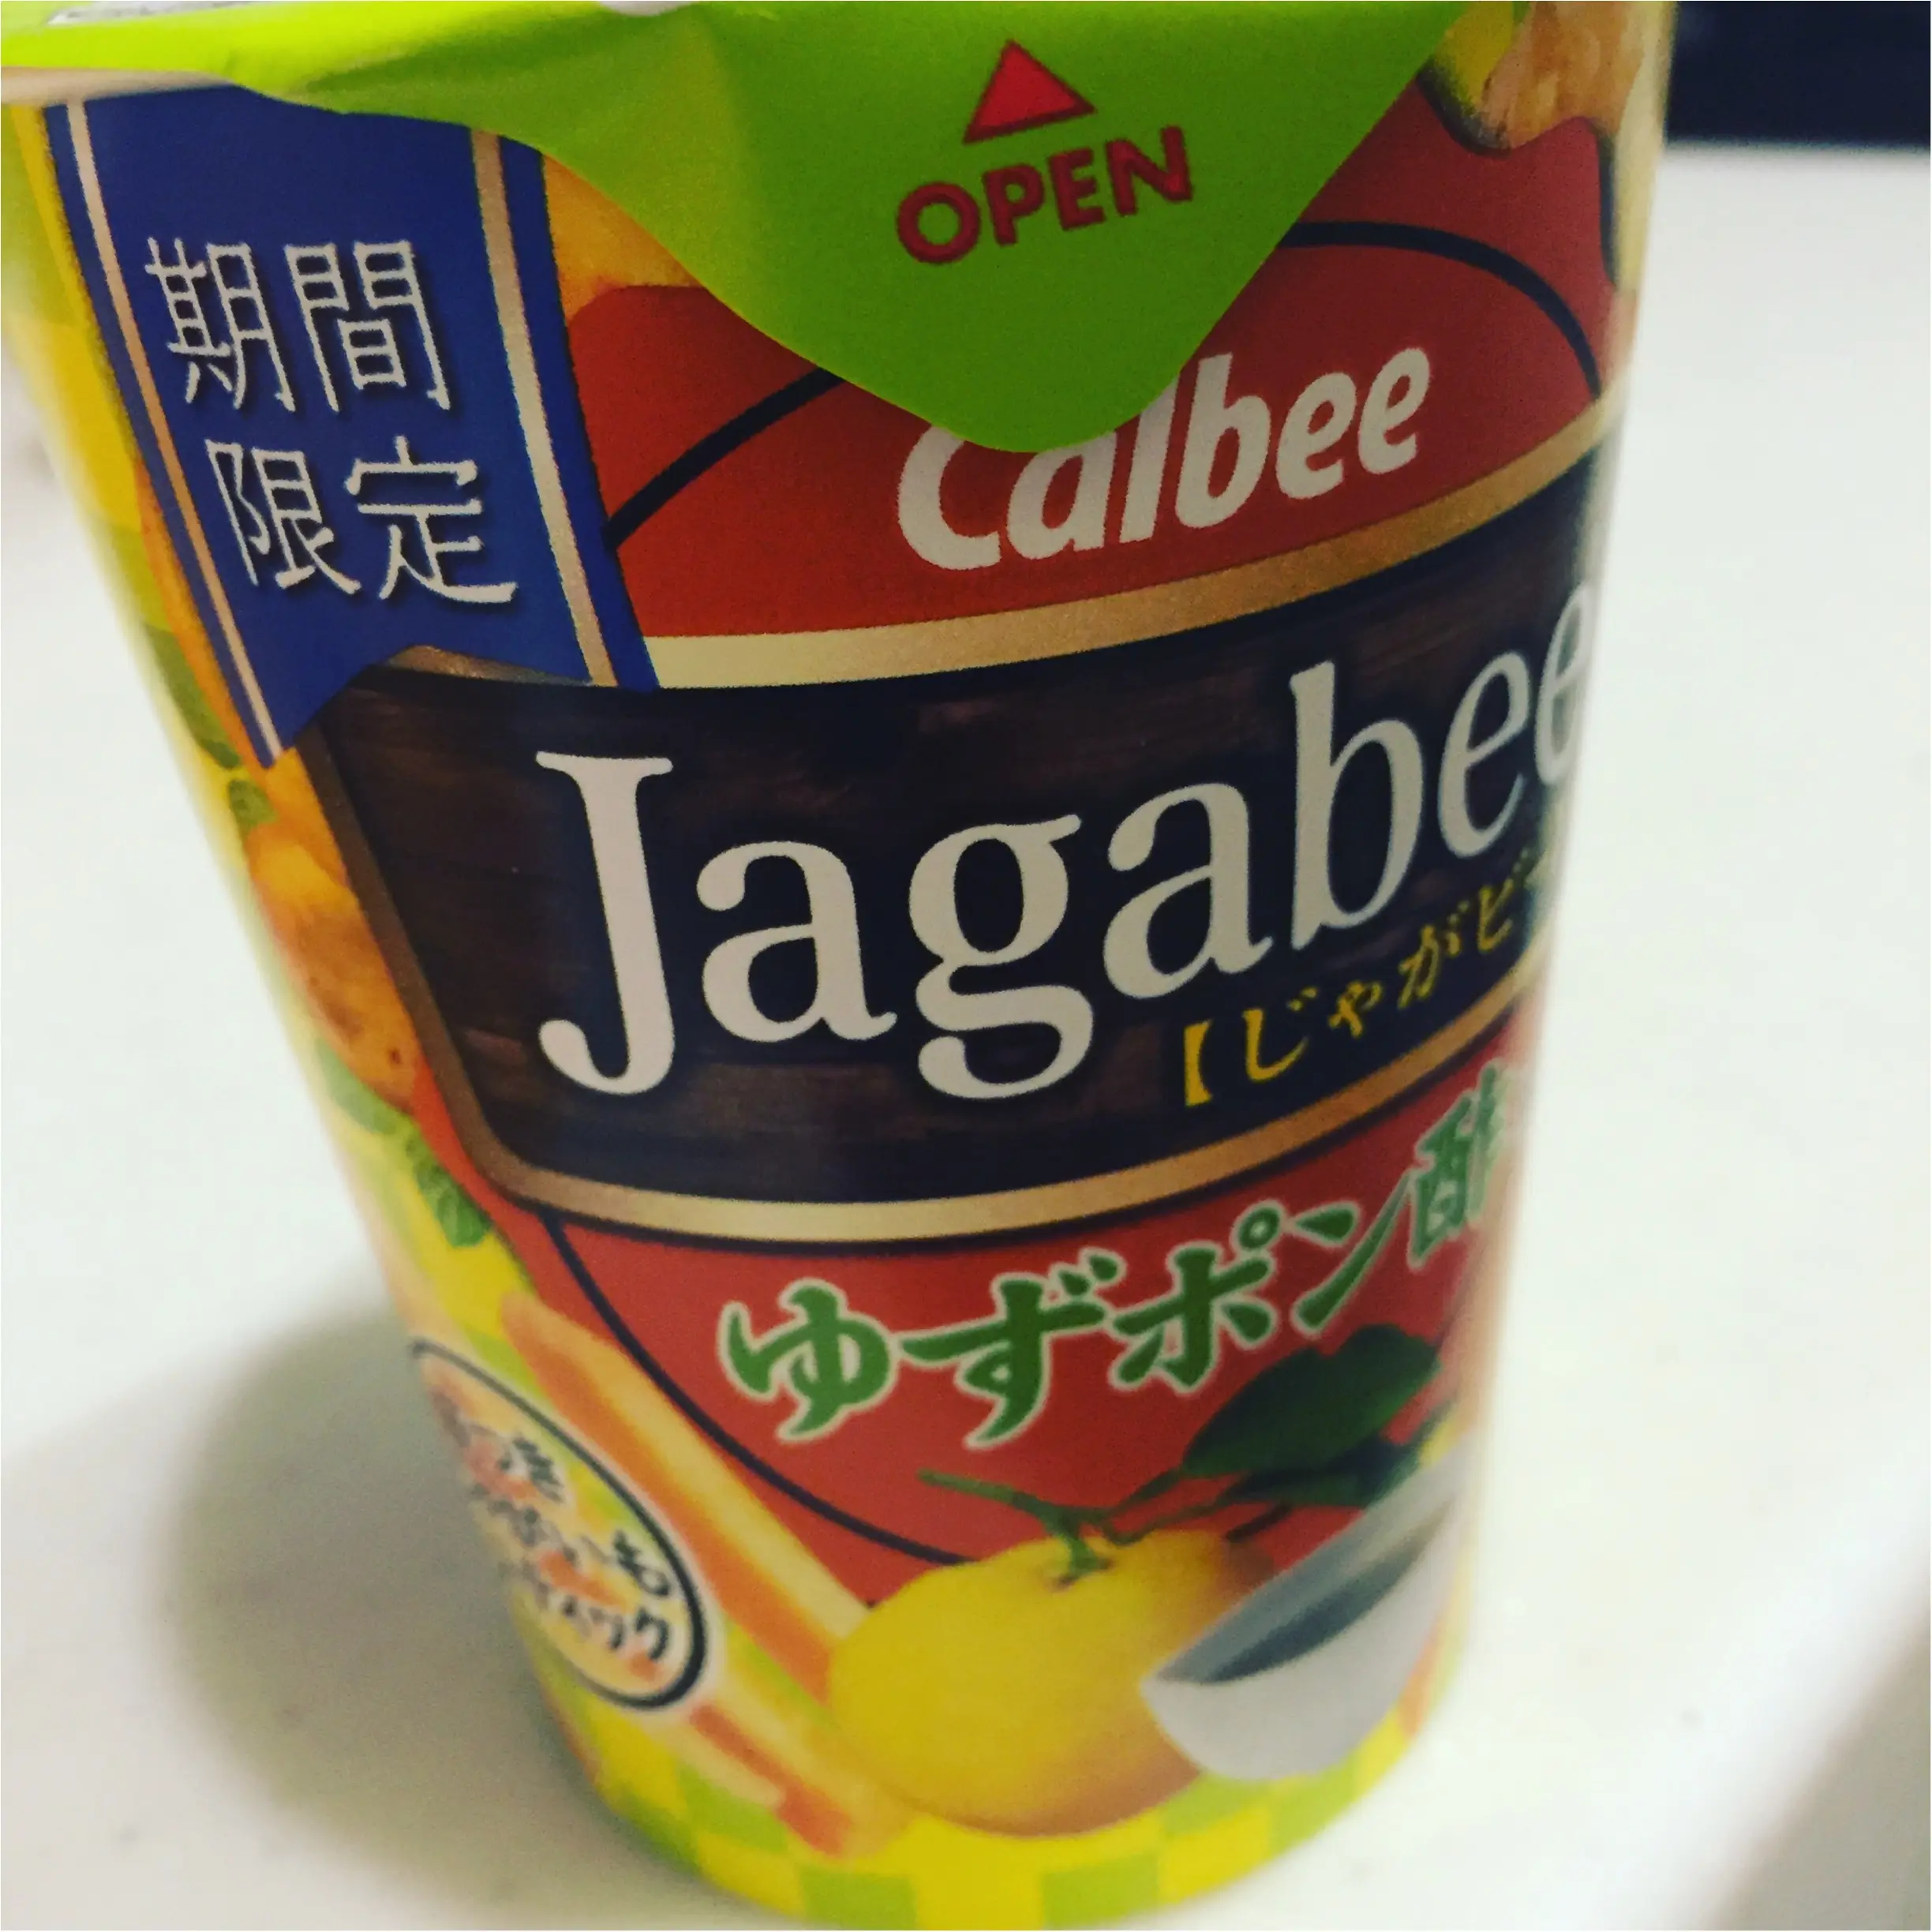 OPEN
期間
限定
Calbee
Jagabee
【じゃがビ
ゆずポン酢